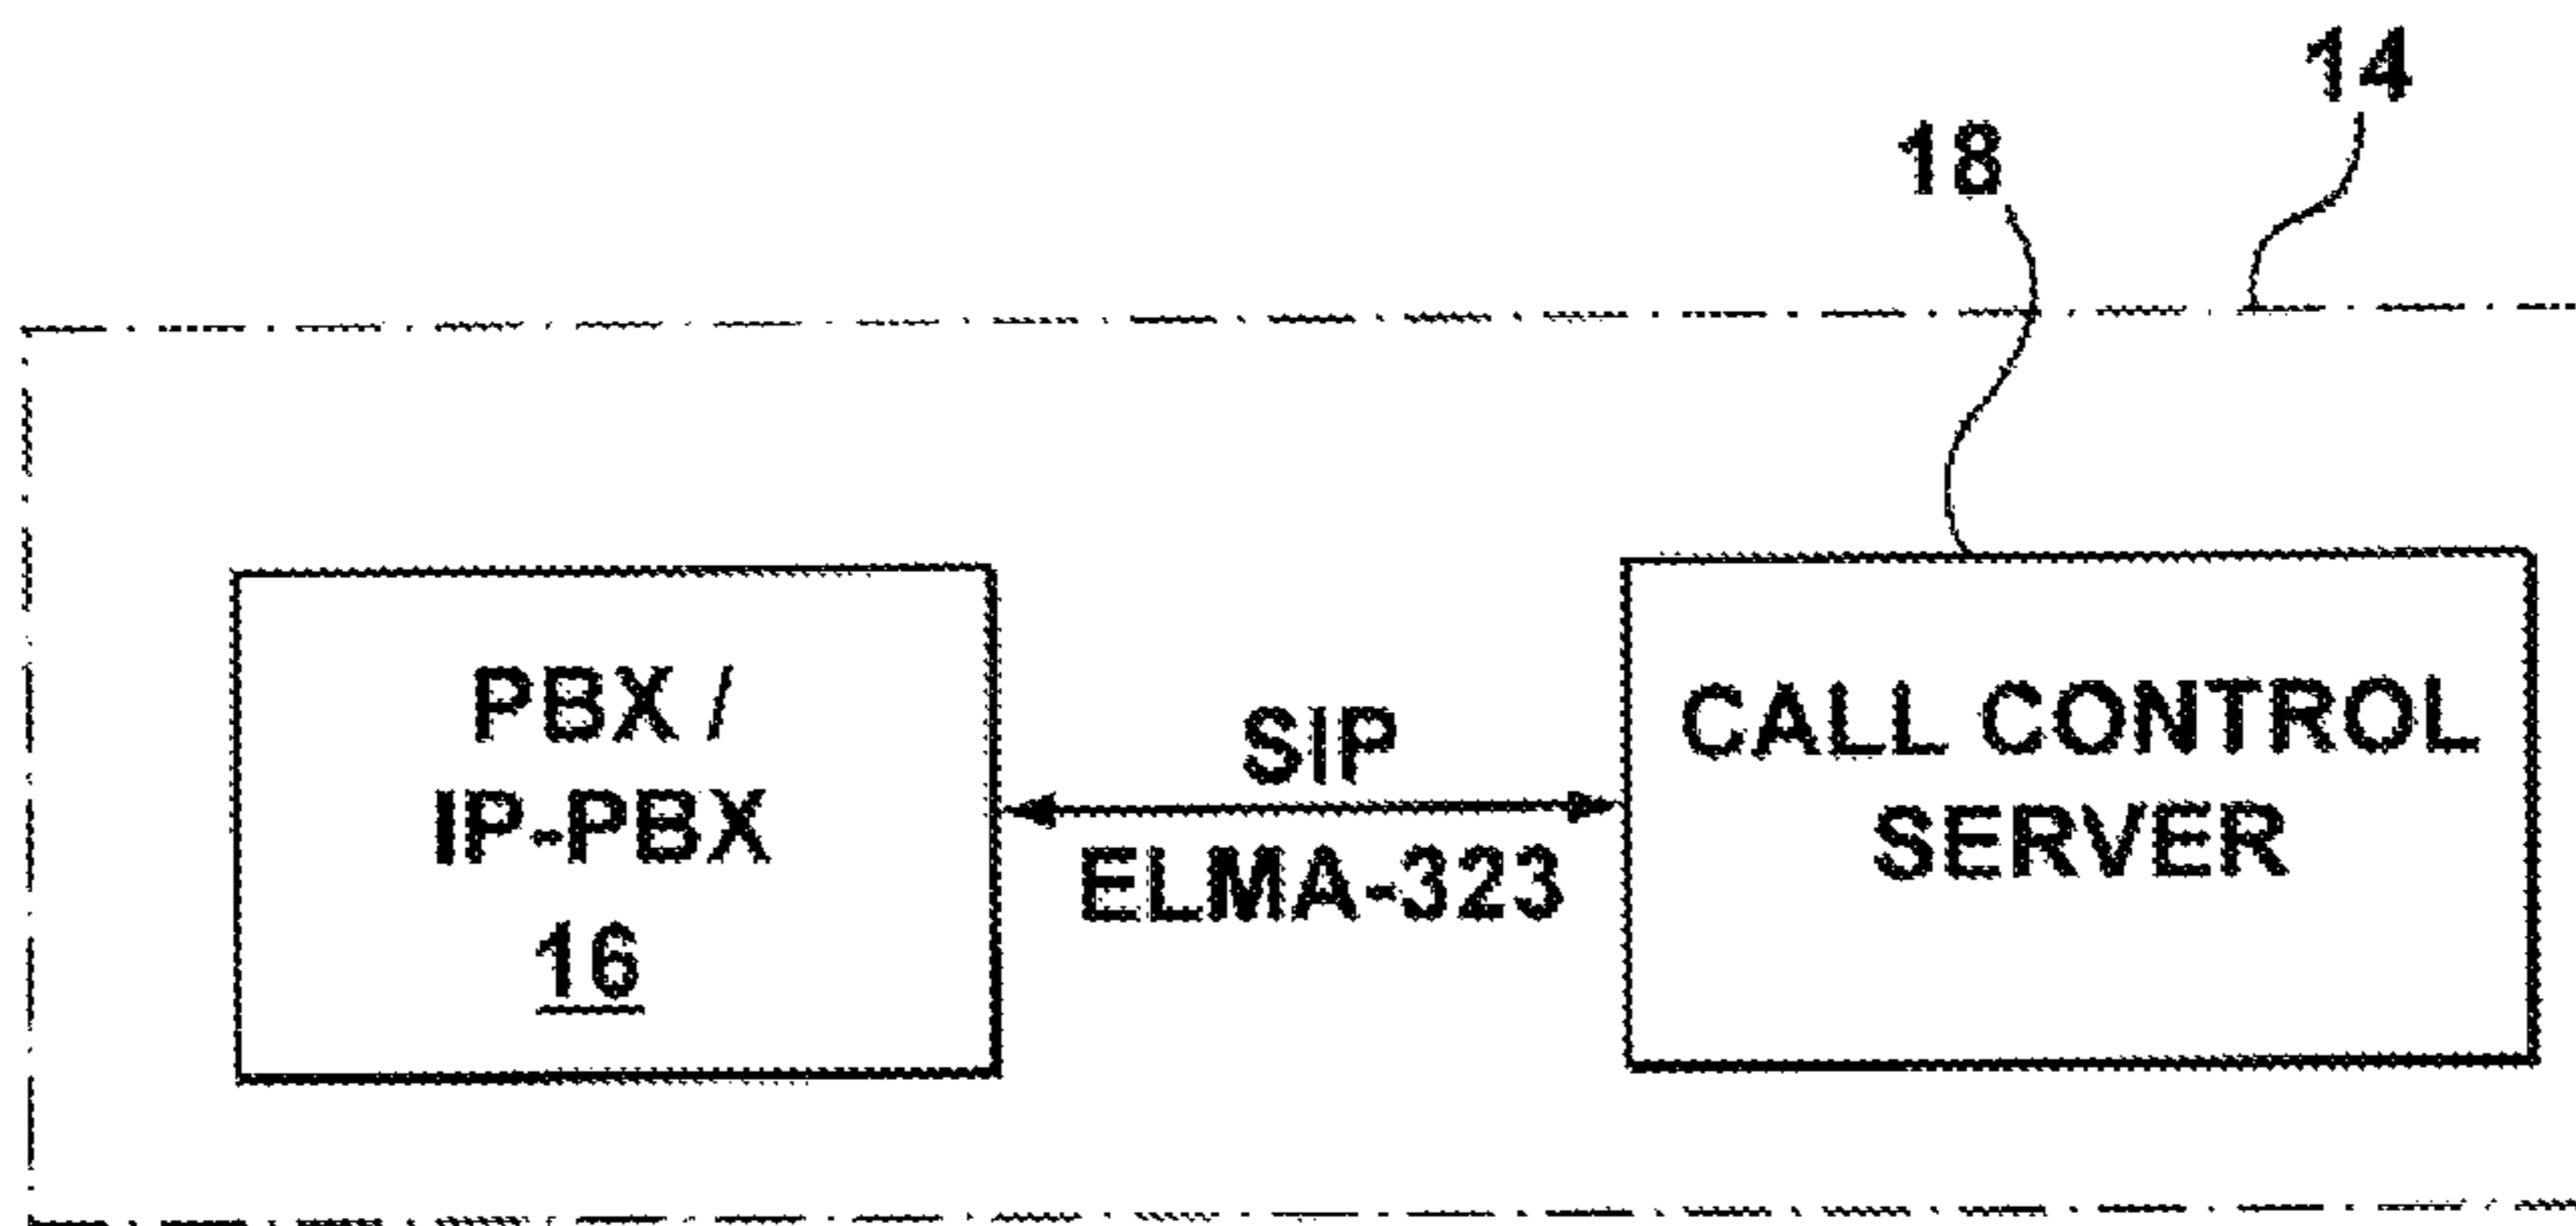 14
18
PBX /
IP-PBX
16
SIP
ELMA-323
CALL CONTROL
SERVER